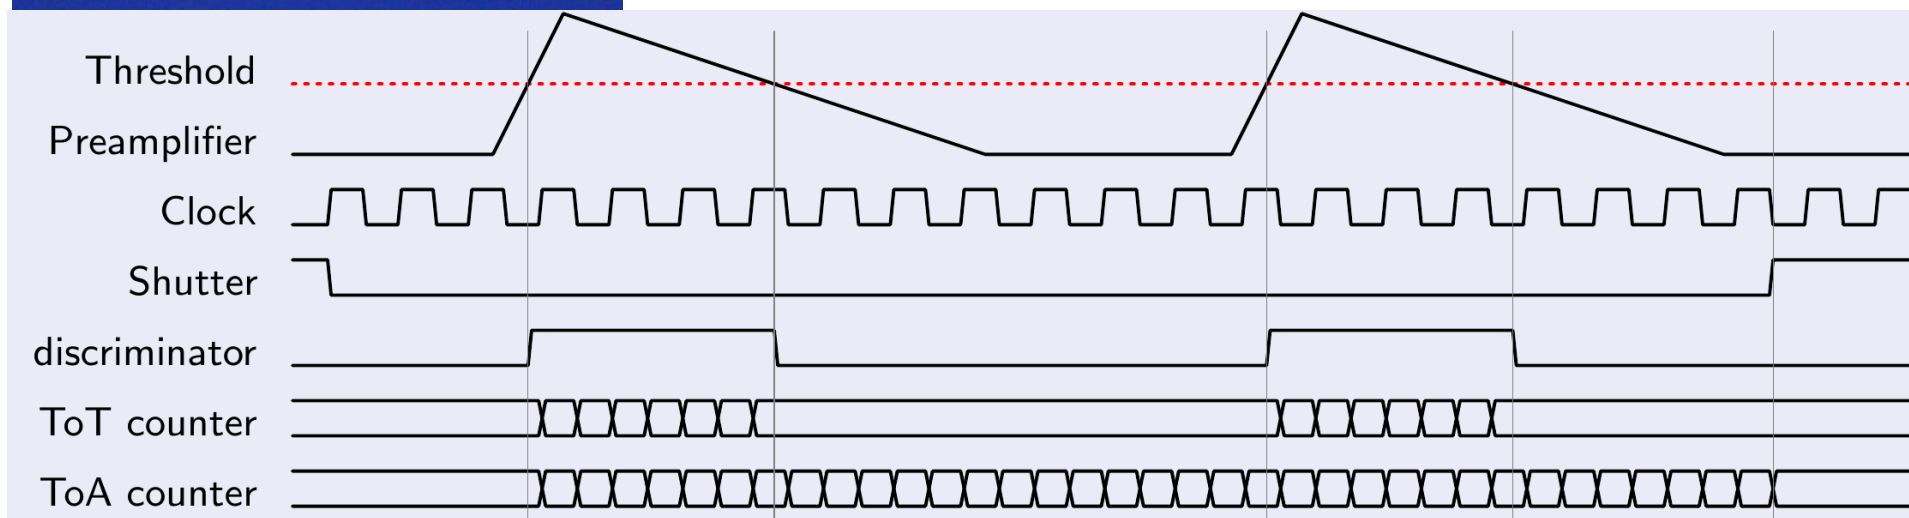 Threshold
Preamplifier
Clock
Shutter
discriminator
ToT counter
ToA counter